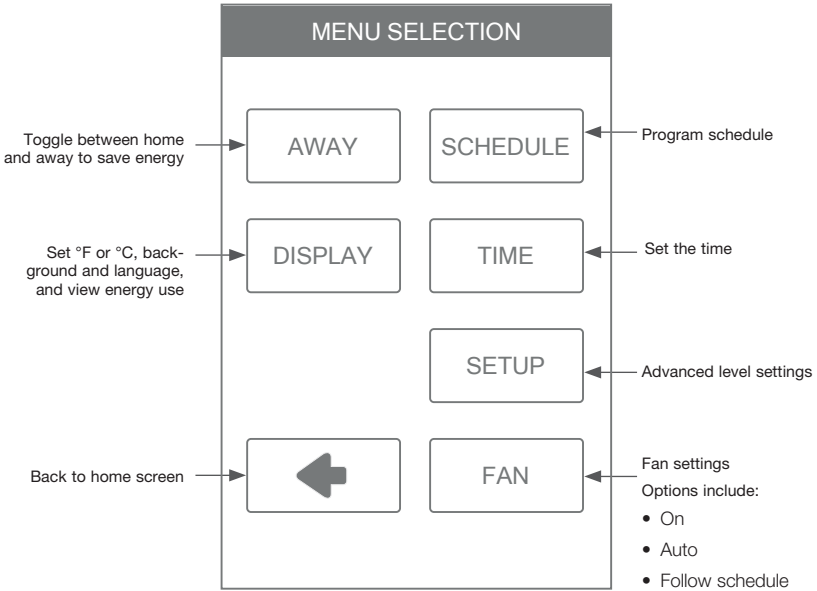 MENU SELECTION
Toggle between home
and away to save energy
AWAY
SCHEDULE
Program schedule
Set °F or °C, back-
ground and language,
and view energy use
DISPLAY
TIME
Set the time
SETUP
Advanced level settings
Back to home screen
FAN
Fan settings
Options include:
• On
• Auto
• Follow schedule